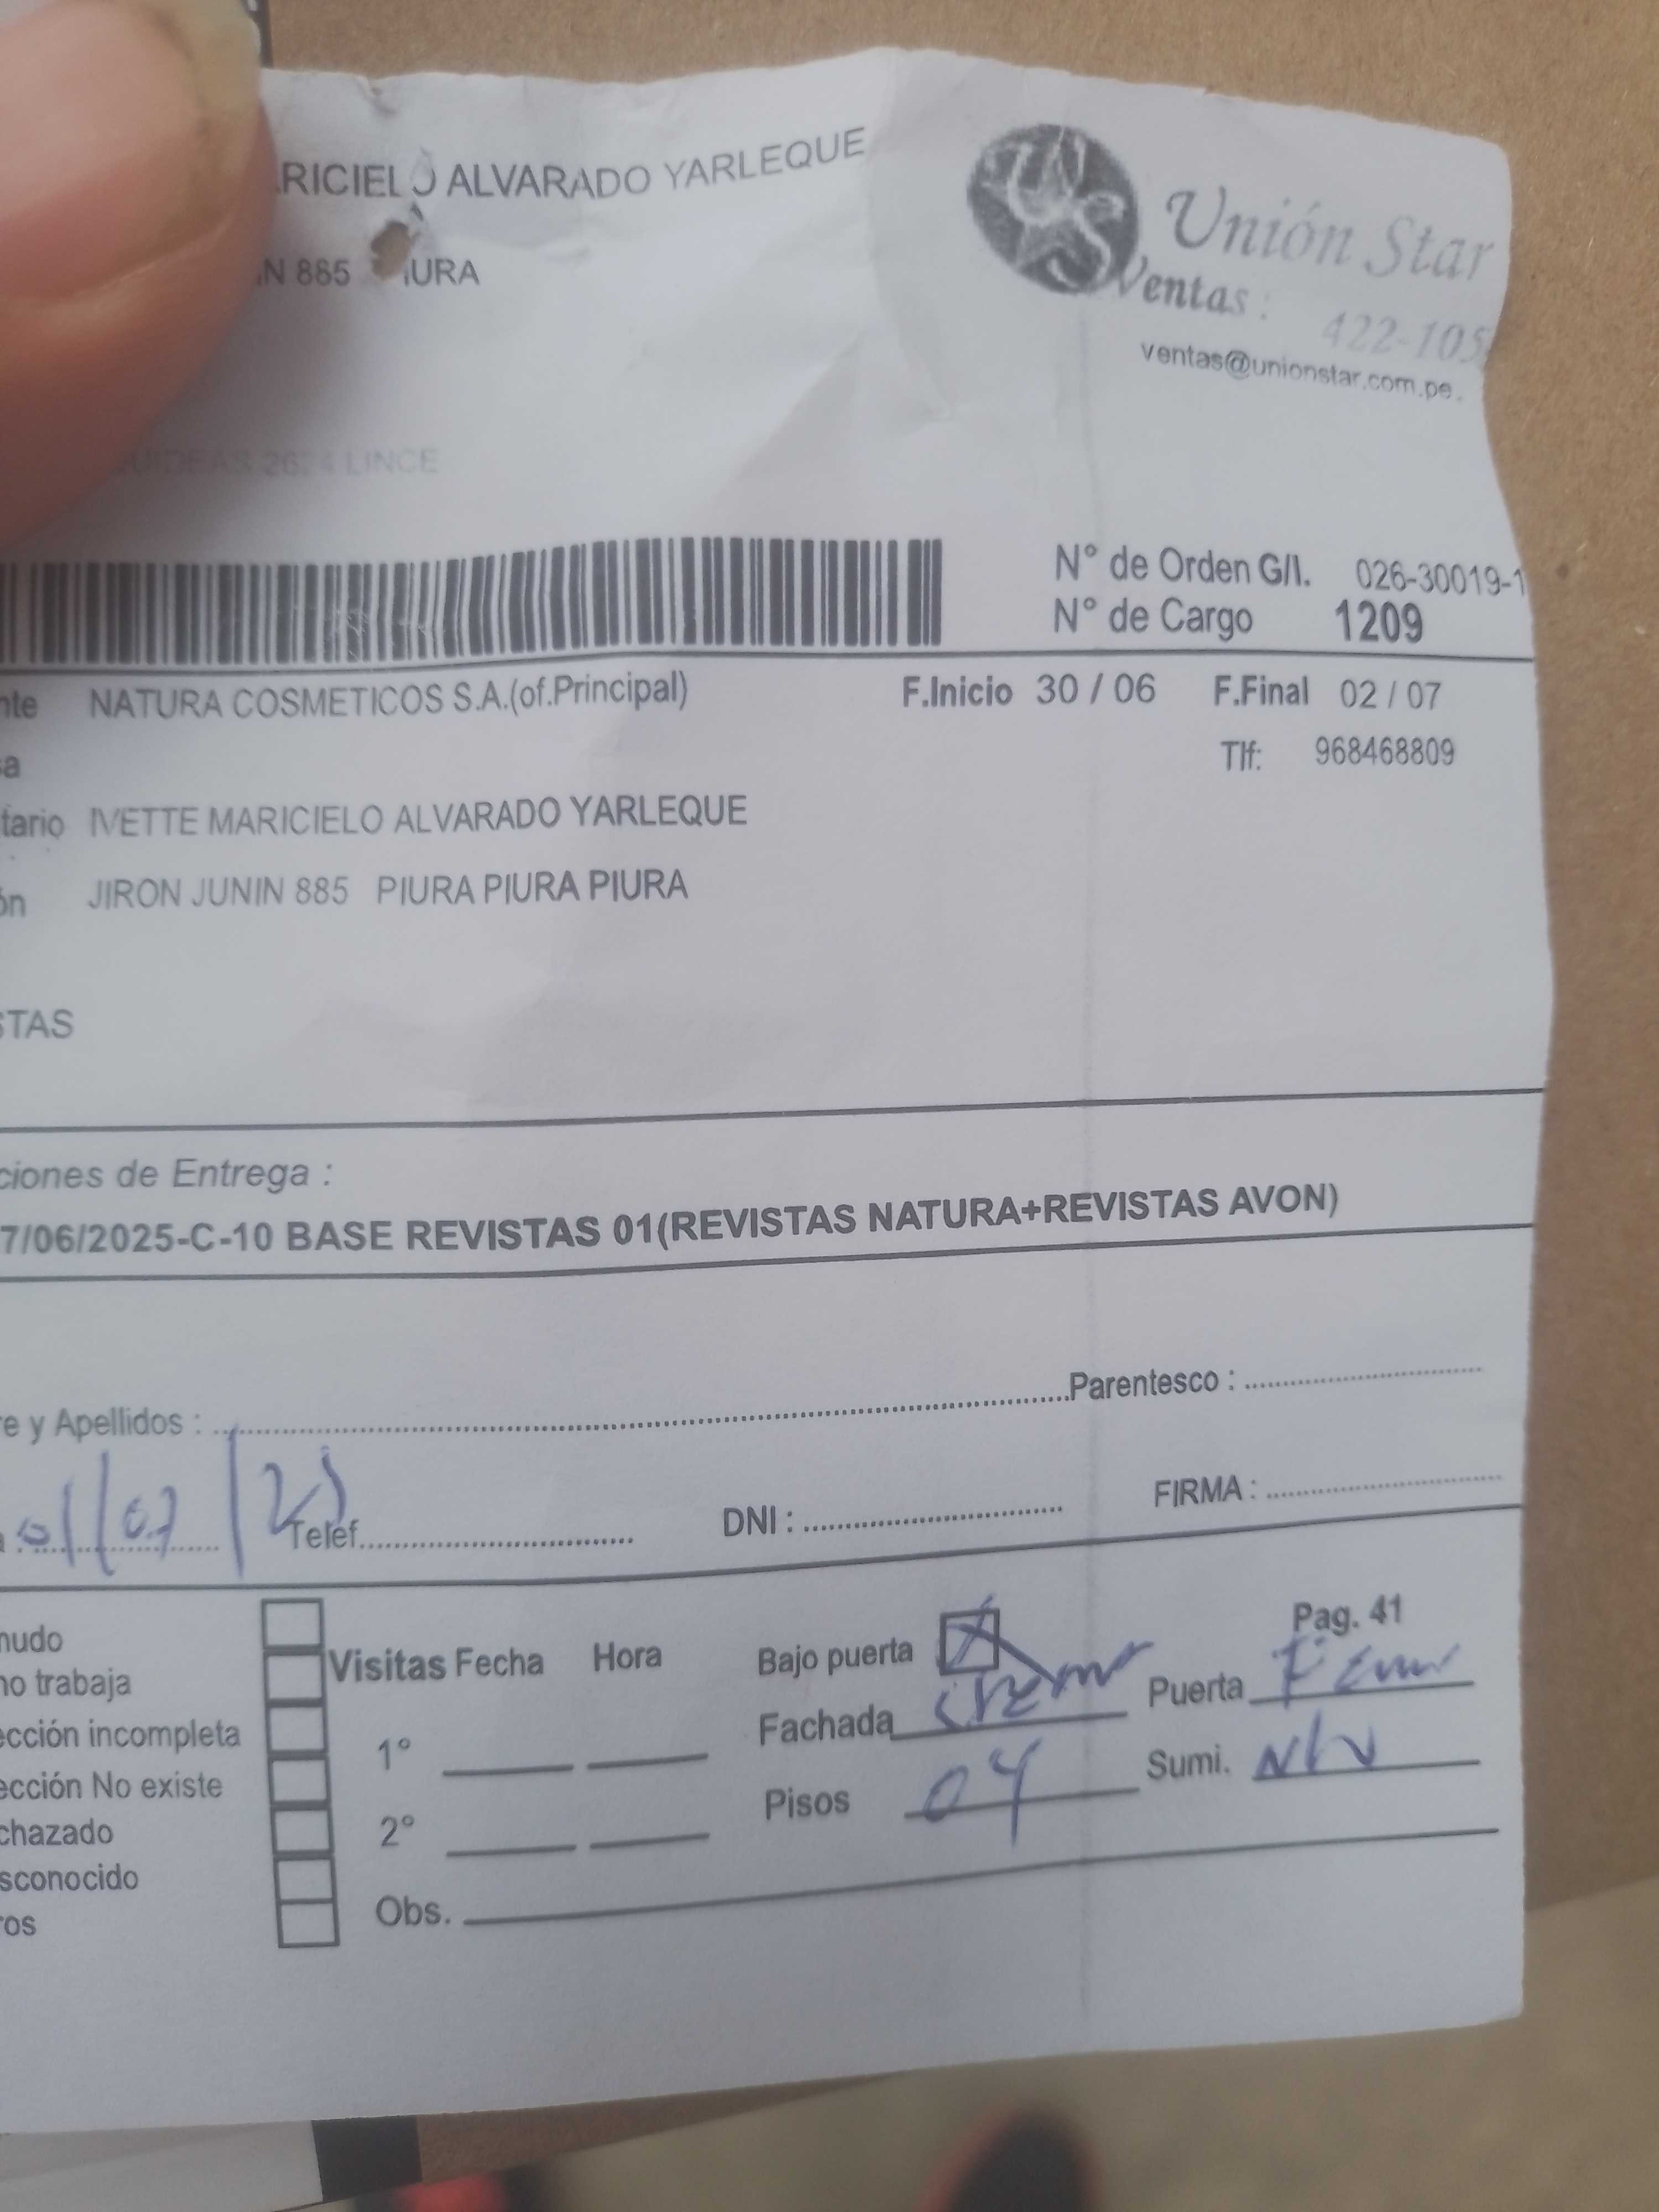 RICIELO ALVARADO YARLEQUE
N 885 IURA
Unión Star
Ventas : 422-105
ventas@unionstar.com.pe.
LINCE
N° de Orden G/I. 026-30019-1
N° de Cargo 1209
nte NATURA COSMETICOS S.A.(of.Principal) F.Inicio 30 / 06 F.Final 02 / 07
sa Tlf: 968468809
tario IVETTE MARICIELO ALVARADO YARLEQUE
ón JIRON JUNIN 885 PIURA PIURA PIURA
STAS
ciones de Entrega :
7/06/2025-C-10 BASE REVISTAS 01(REVISTAS NATURA+REVISTAS AVON)
e y Apellidos : Parentesco :
01/07/25 Telef. DNI : FIRMA :
nudo Pag. 41
no trabaja Visitas Fecha Hora Bajo puerta
Fachada Puerta
ección incompleta 1°
ección No existe Pisos 04 Sumi.
chazado 2°
sconocido
ros Obs.